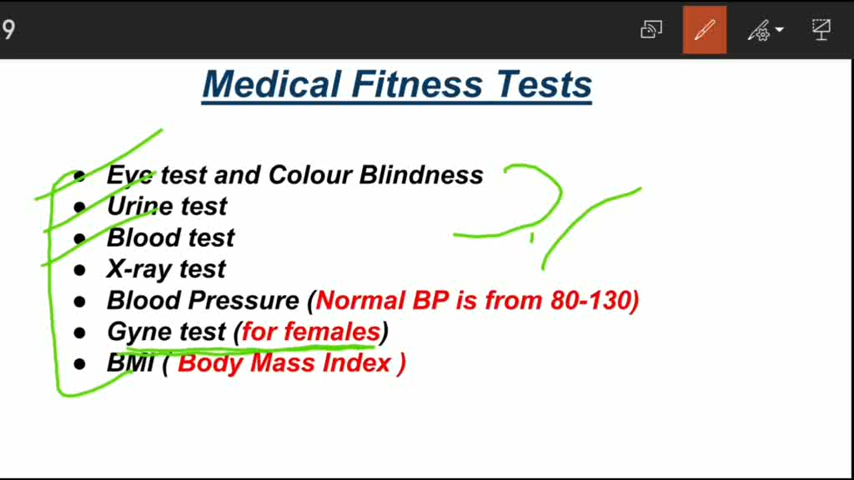 9
Medical Fitness Tests
● Eye test and Colour Blindness
● Urine test
● Blood test
● X-ray test
● Blood Pressure (Normal BP is from 80-130)
● Gyne test (for females)
● BMI ( Body Mass Index )